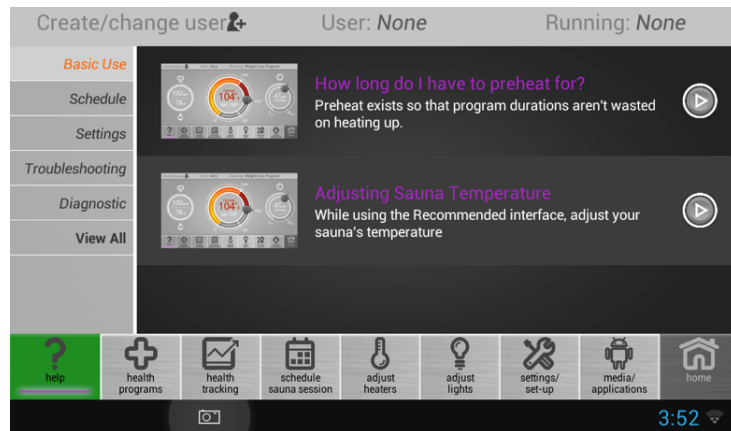 Create/change user
User: None
Running: None
Basic Use
Schedule
Settings
Troubleshooting
Diagnostic
View All
How long do I have to preheat for?
Preheat exists so that program durations aren't wasted
on heating up.
104°
Adjusting Sauna Temperature
While using the Recommended interface, adjust your
sauna's temperature
104°
help
health
programs
health
tracking
schedule
sauna session
adjust
heaters
adjust
lights
settings/
set-up
media/
applications
home
3:52